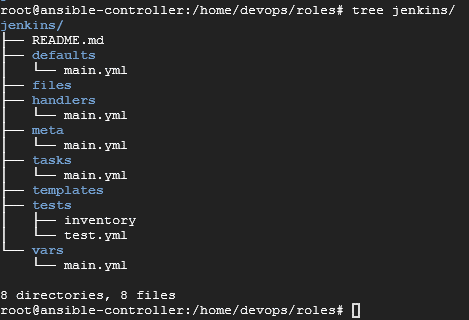 root@ansible-controller:/home/devops/roles# tree jenkins/
jenkins/
├── README.md
├── defaults
│   └── main.yml
├── files
├── handlers
│   └── main.yml
├── meta
│   └── main.yml
├── tasks
│   └── main.yml
├── templates
├── tests
│   ├── inventory
│   └── test.yml
└── vars
    └── main.yml

8 directories, 8 files
root@ansible-controller:/home/devops/roles#